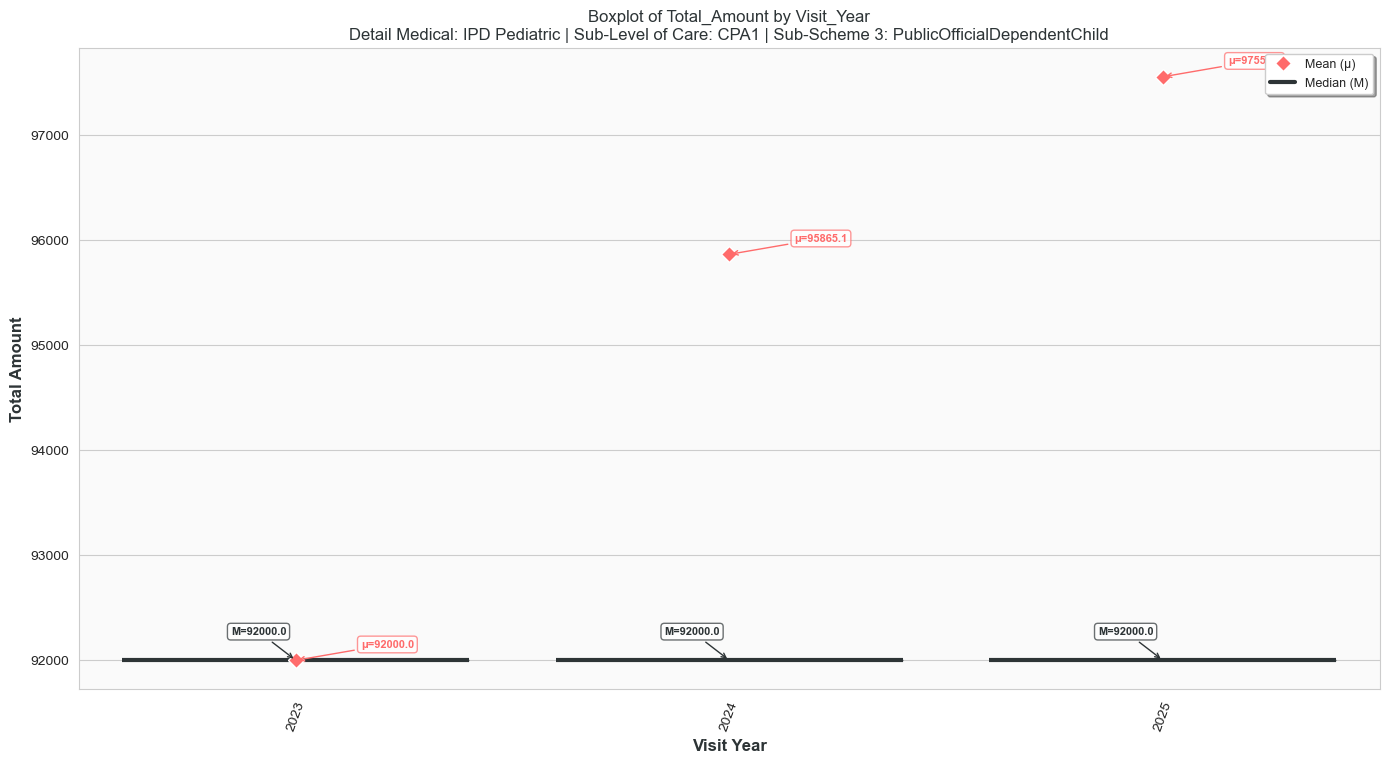 Boxplot of Total_Amount by Visit_Year
Detail Medical: IPD Pediatric | Sub-Level of Care: CPA1 | Sub-Scheme 3: PublicOfficialDependentChild
Mean (μ)
Median (M)
97000
96000
95000
94000
93000
92000
Total Amount
μ=95865.1
M=92000.0
μ=92000.0
M=92000.0
M=92000.0
2023
2024
2025
Visit Year